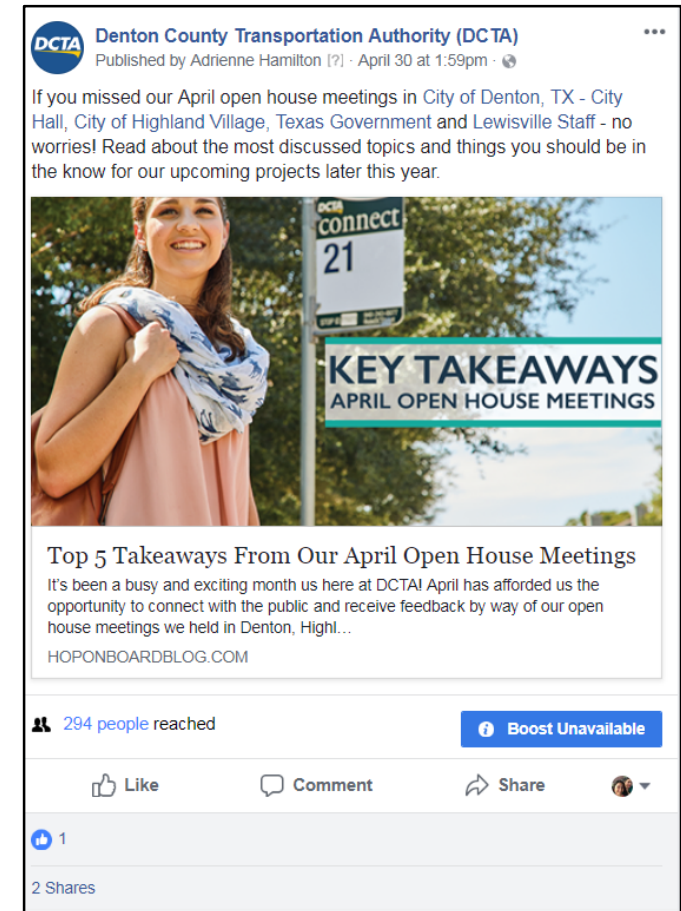 DCTA
Denton County Transportation Authority (DCTA)
Published by Adrienne Hamilton [?] · April 30 at 1:59pm ·
If you missed our April open house meetings in City of Denton, TX - City
Hall, City of Highland Village, Texas Government and Lewisville Staff - no
worries! Read about the most discussed topics and things you should be in
the know for our upcoming projects later this year.
DCTA
connect
21
KEY TAKEAWAYS
APRIL OPEN HOUSE MEETINGS
Top 5 Takeaways From Our April Open House Meetings
It's been a busy and exciting month us here at DCTA! April has afforded us the
opportunity to connect with the public and receive feedback by way of our open
house meetings we held in Denton, Highl…
HOPONBOARDBLOG.COM
294 people reached
Boost Unavailable
Like Comment Share
1
2 Shares